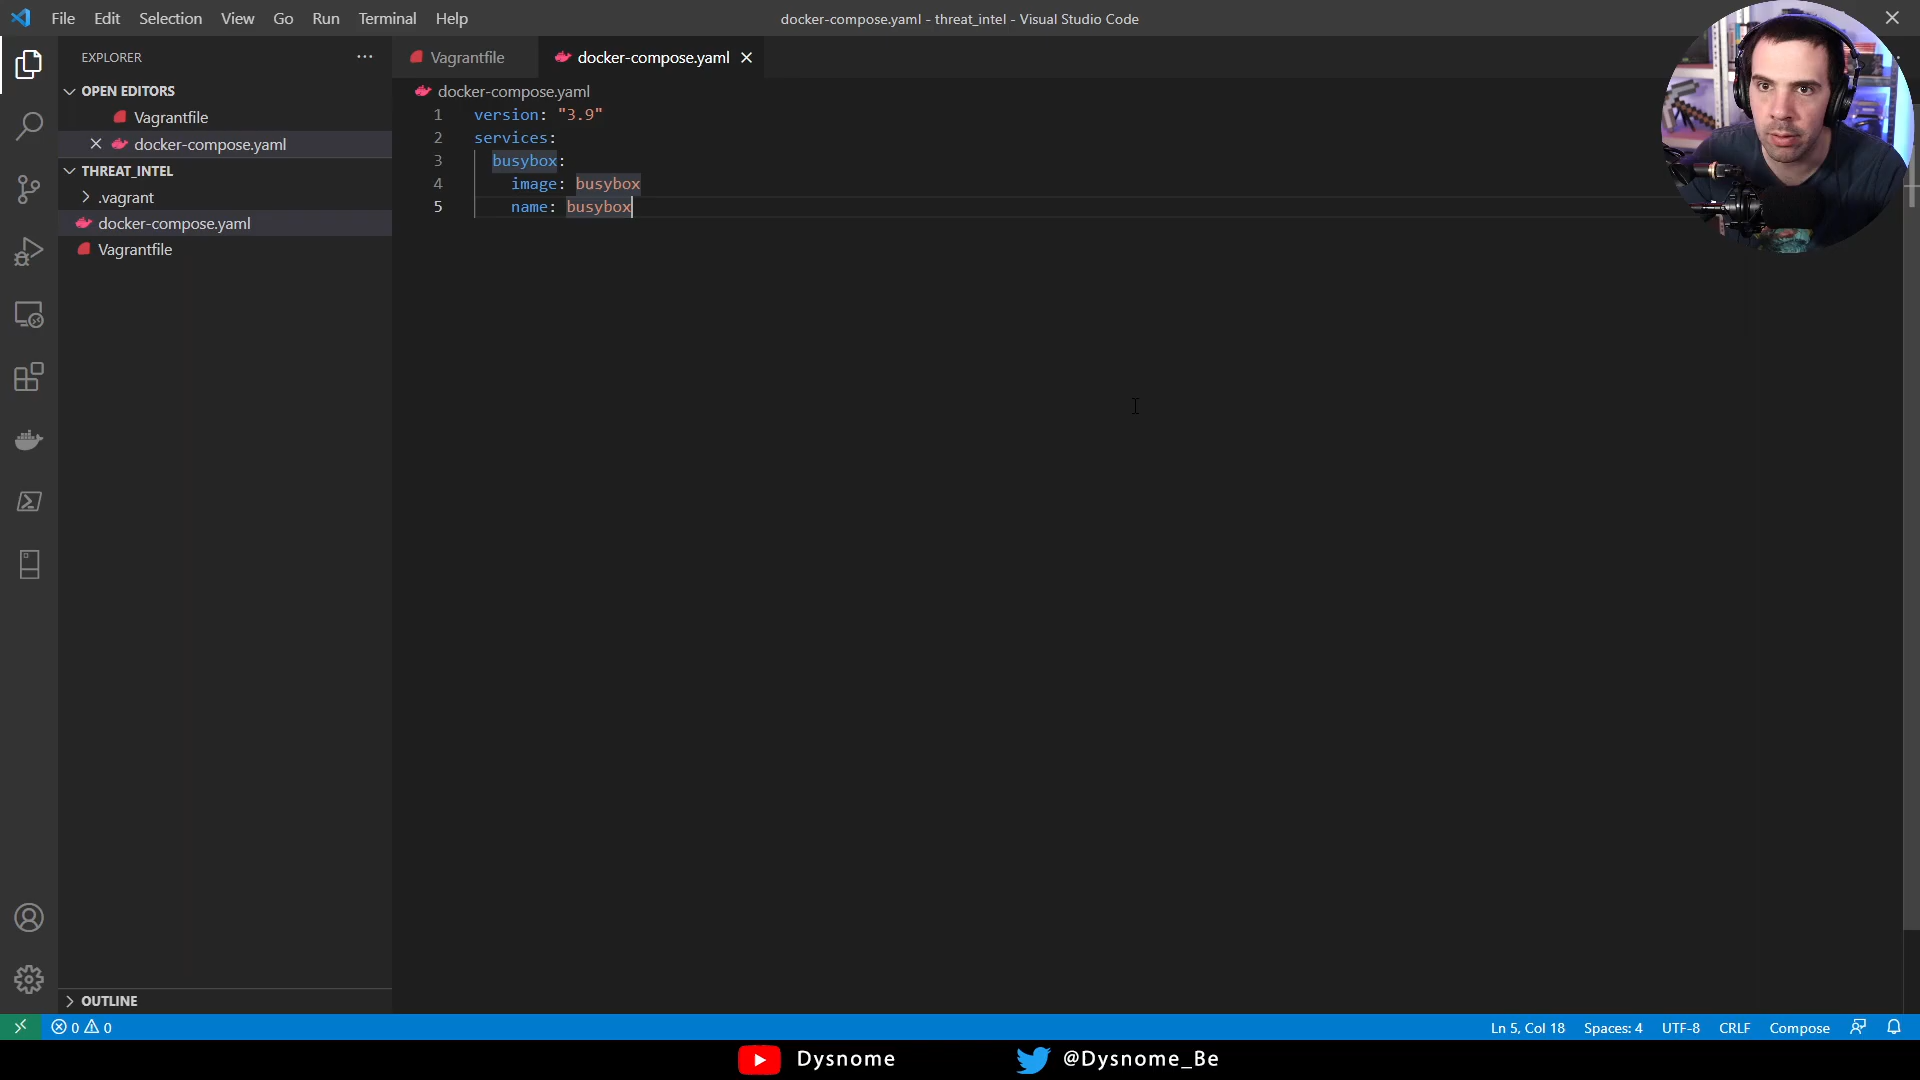 File Edit Selection View Go Run Terminal Help
docker-compose.yaml - threat_intel - Visual Studio Code
EXPLORER
OPEN EDITORS
Vagrantfile
docker-compose.yaml
THREAT_INTEL
.vagrant
docker-compose.yaml
Vagrantfile
OUTLINE
Vagrantfile docker-compose.yaml
docker-compose.yaml
1 version: "3.9"
2 services:
3 busybox:
4 image: busybox
5 name: busybox
0 0
Ln 5, Col 18 Spaces: 4 UTF-8 CRLF Compose
Dysnome @Dysnome_Be